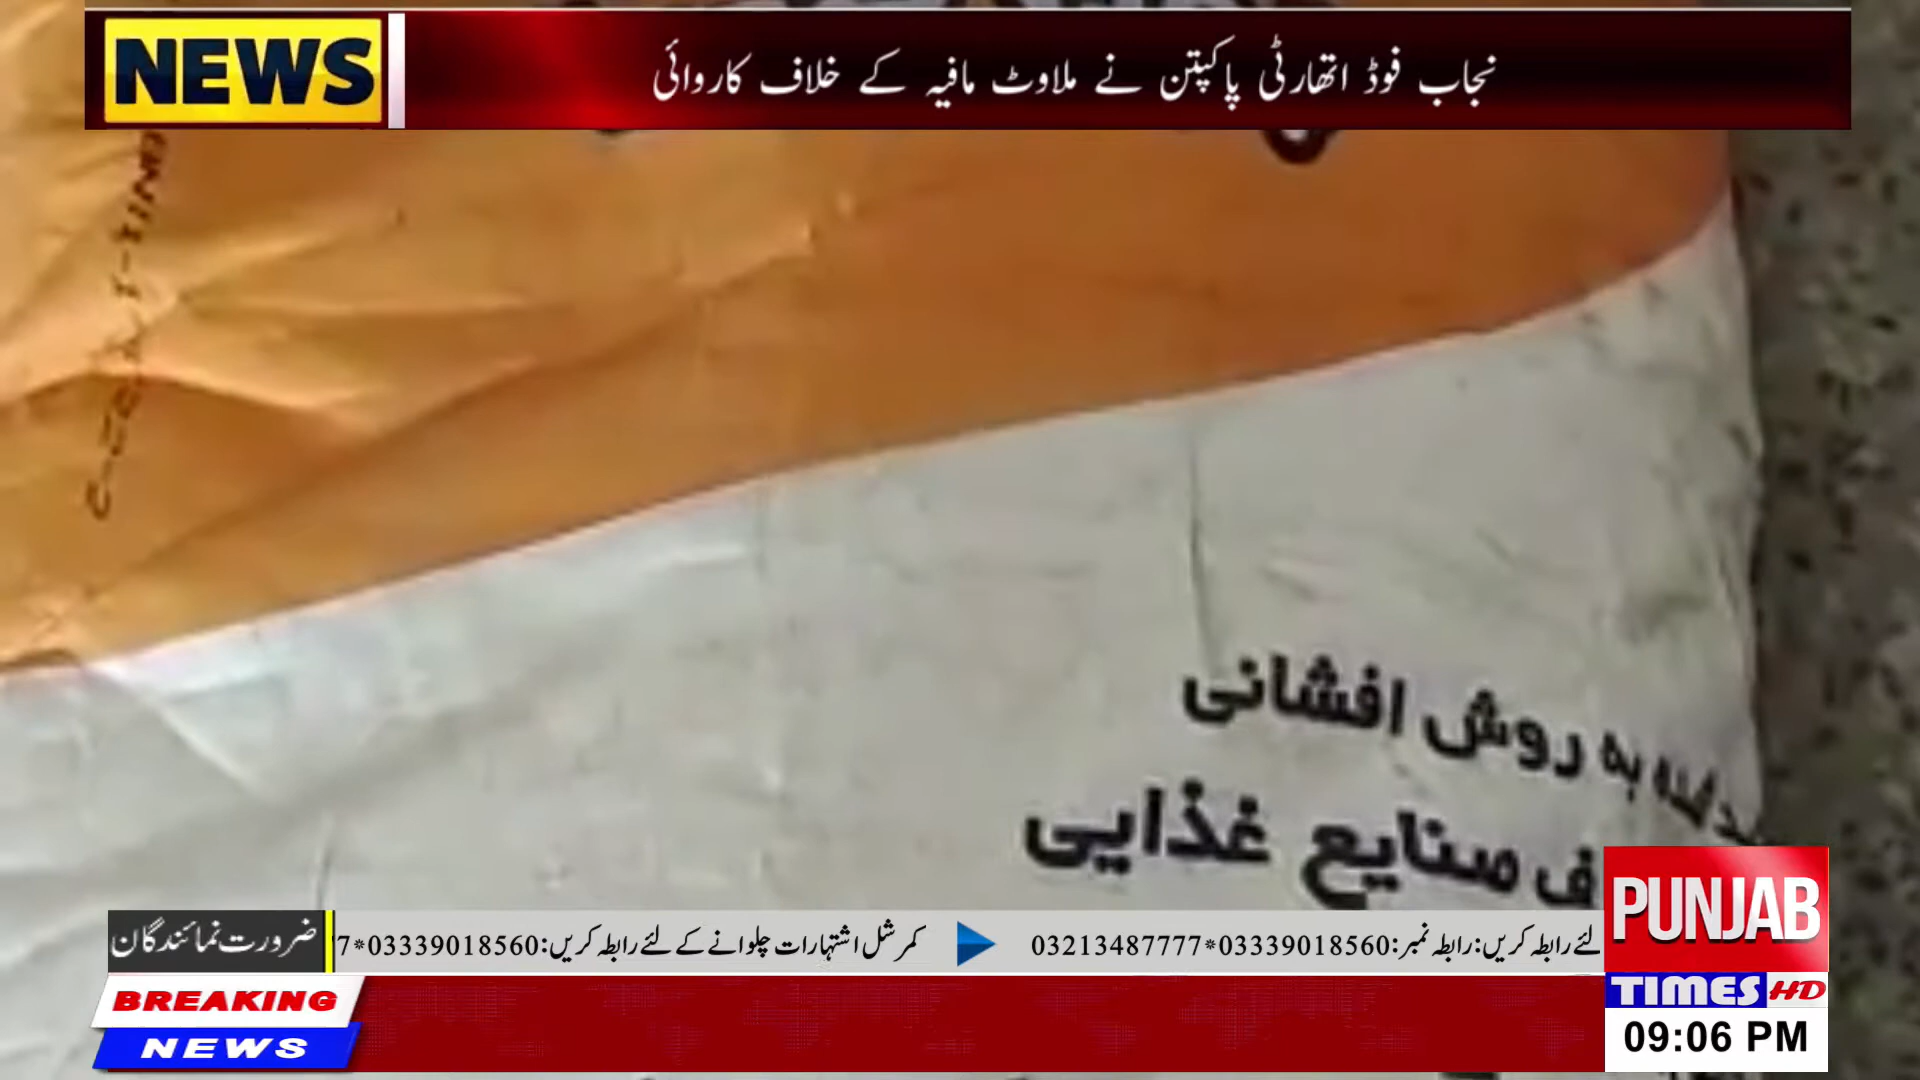 NEWS
نجاب فوڈ اتھارٹی پاکپتن نے ملاوٹ مافیہ کے خلاف کاروائی
شده به روش افشانی
ف صنایع غذایی
ضرورت نمائندگان
لئے رابطہ کریں: رابطہ نمبر: 03339018560*03213487777
کمرشل اشتہارات چلوانے کے لئے رابطہ کریں: 03339018560*
BREAKING
NEWS
PUNJAB
TIMES HD
09:06 PM